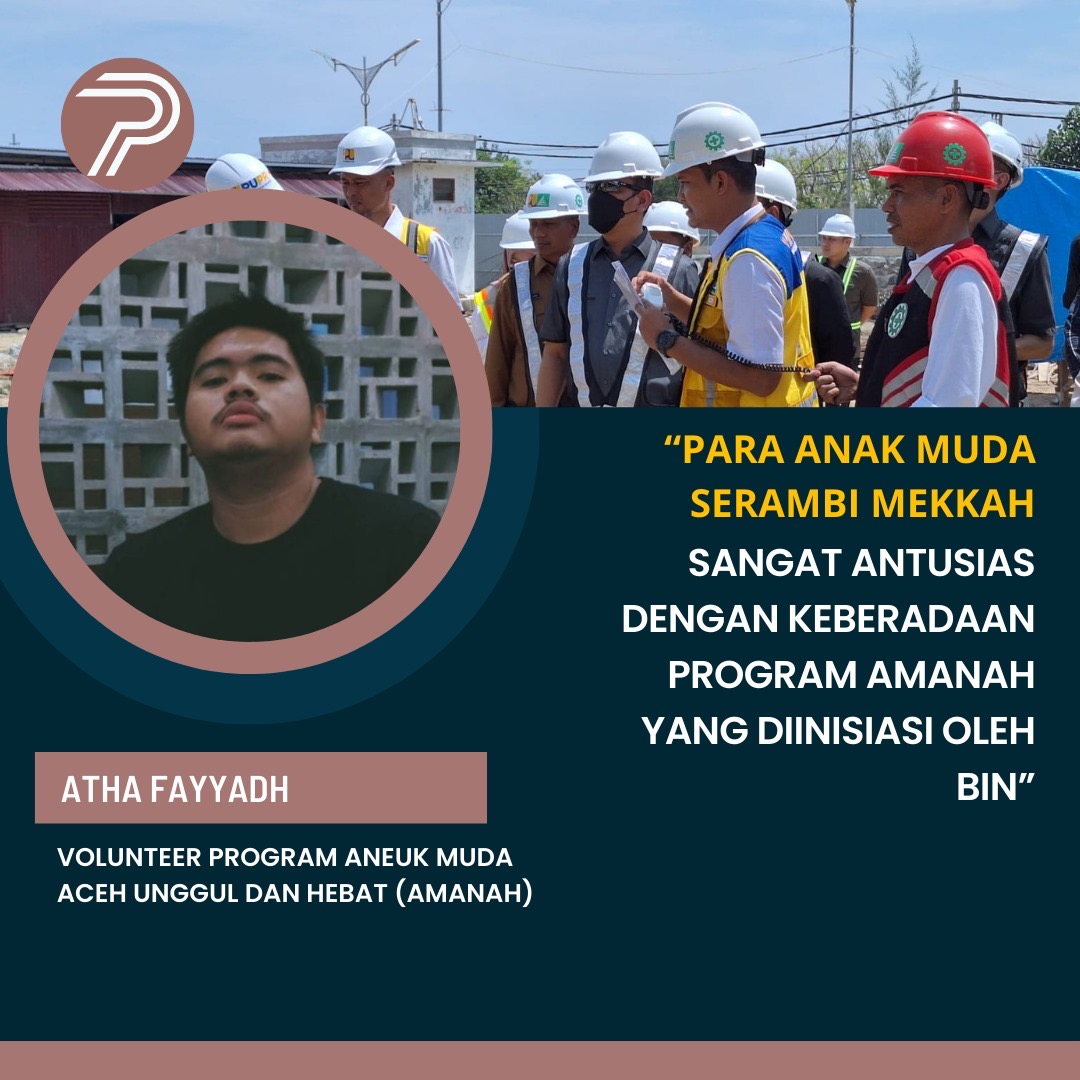 “PARA ANAK MUDA
SERAMBI MEKKAH
SANGAT ANTUSIAS
DENGAN KEBERADAAN
PROGRAM AMANAH
YANG DIINISIASI OLEH
BIN”
ATHA FAYYADH
VOLUNTEER PROGRAM ANEUK MUDA
ACEH UNGGUL DAN HEBAT (AMANAH)